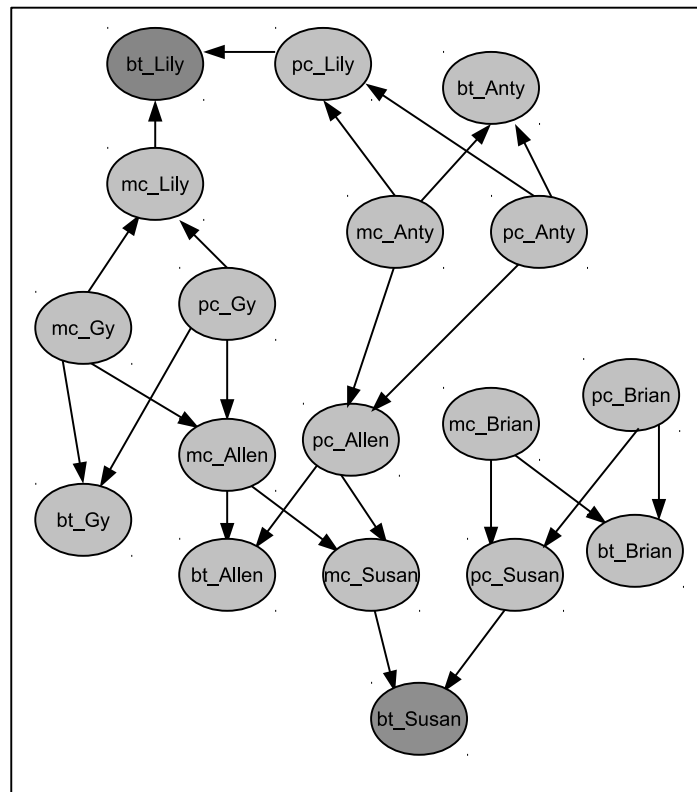 bt_Lily
pc_Lily
bt_Anty
mc_Lily
mc_Anty
pc_Anty
mc_Gy
pc_Gy
pc_Brian
mc_Brian
mc_Allen
pc_Allen
bt_Gy
bt_Allen
mc_Susan
pc_Susan
bt_Brian
bt_Susan